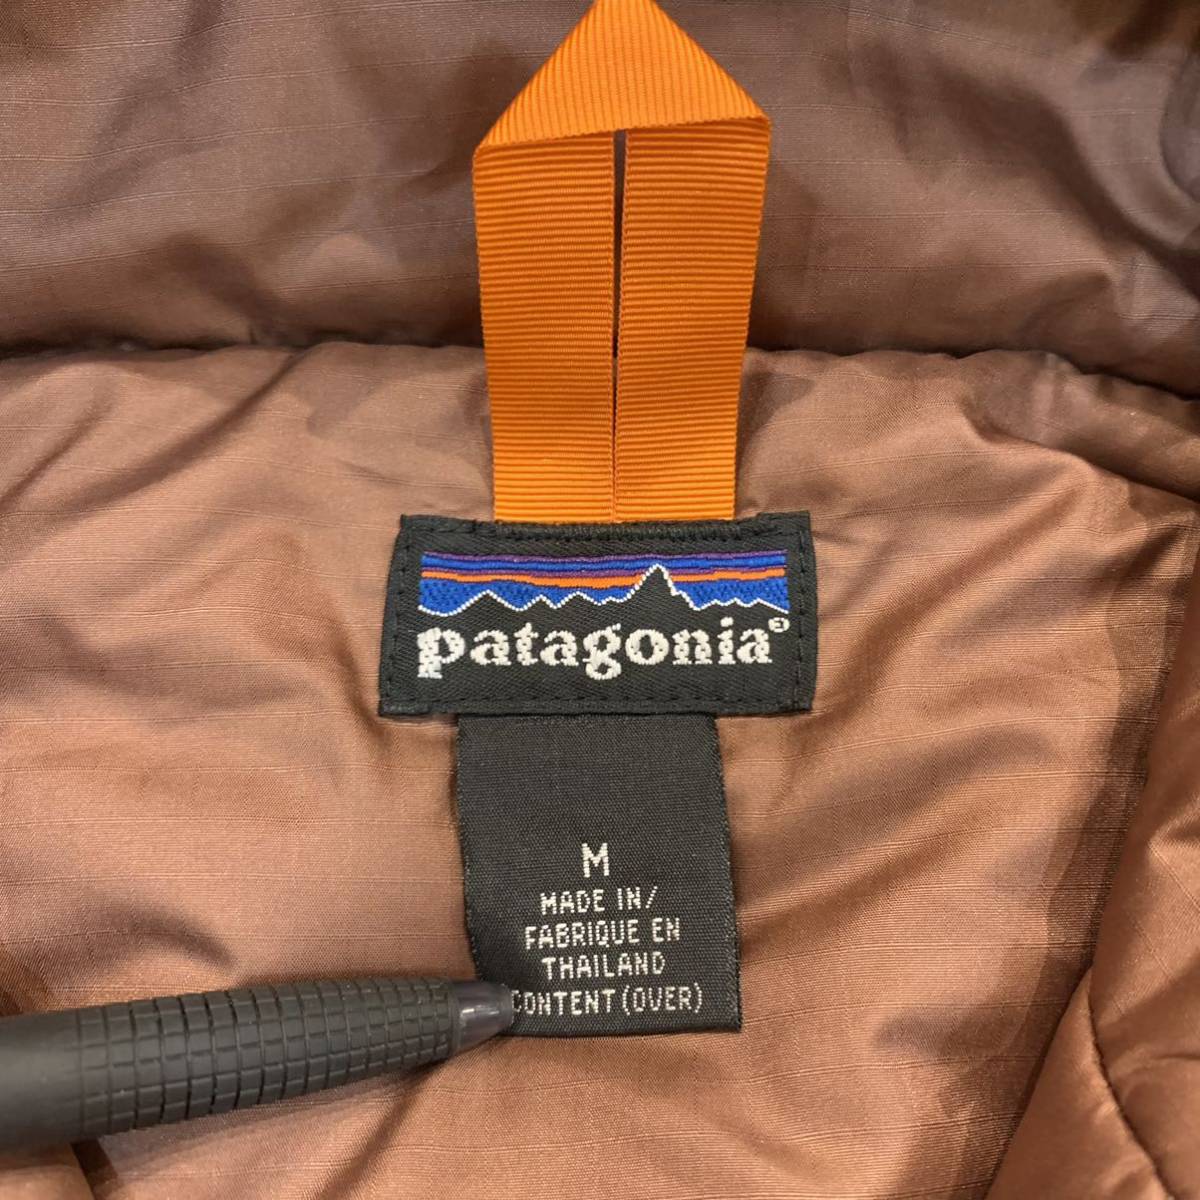 patagonia®
M
MADE IN/
FABRIQUE EN
THAILAND
CONTENT (OVER)